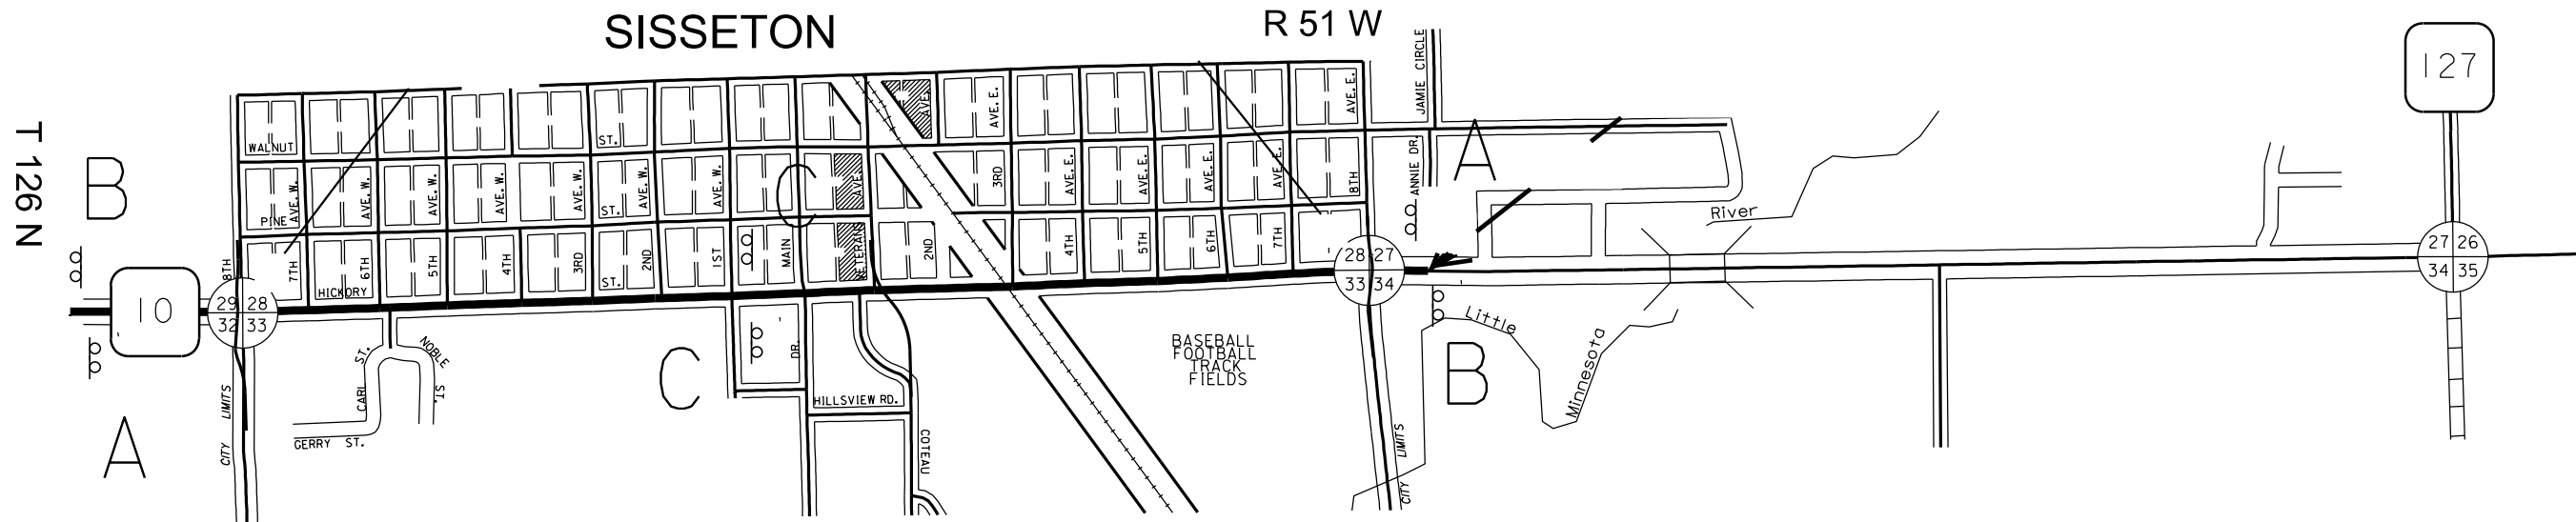 SISSETON
R 51 W
T 126 N
127
JAMIE CIRCLE
AVE. E.
AVE.
AVE. E.
WALNUT
ST.
A
B
C
ANNIE DR.
AVE. W.
AVE. W.
AVE. W.
AVE. W.
AVE. W.
AVE. W.
AVE. W.
AVE.
3RD
AVE. E.
AVE. E.
AVE. E.
AVE. E.
8TH
PINE
ST.
River
8TH
7TH
6TH
5TH
4TH
3RD
2ND
1ST
MAIN
VETERANS
2ND
4TH
5TH
6TH
7TH
28 27
33 34
27 26
34 35
HICKORY
ST.
10
29 28
32 33
Little
Minnesota
BASEBALL
FOOTBALL
TRACK
FIELDS
NOBLE
ST.
CARL
ST.
DR.
C
B
A
CITY LIMITS
HILLSVIEW RD.
GERRY ST.
COTEAU
CITY LIMITS